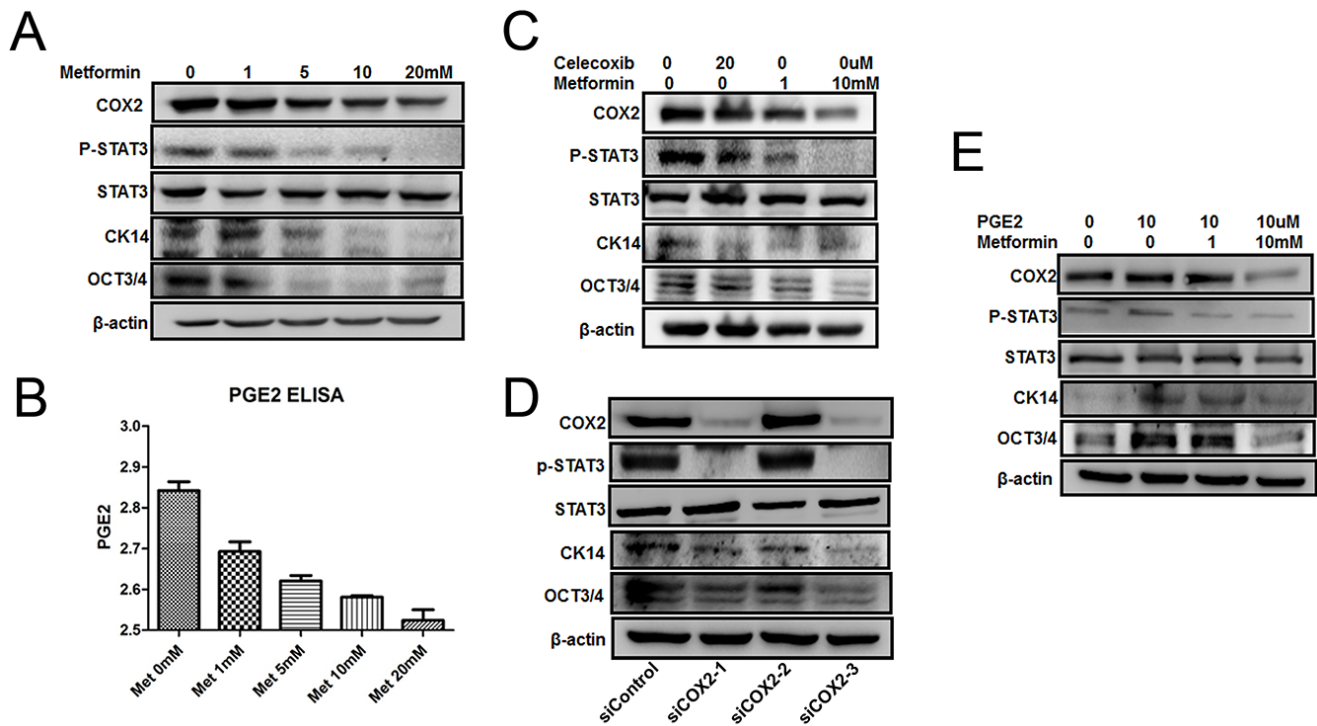 A
Metformin 0 1 5 10 20mM
COX2
P-STAT3
STAT3
CK14
OCT3/4
β-actin
B
PGE2 ELISA
PGE2
3.0
2.9
2.8
2.7
2.6
2.5
Met 0mM
Met 1mM
Met 5mM
Met 10mM
Met 20mM
C
Celecoxib 0 20 0 0uM
Metformin 0 0 1 10mM
COX2
P-STAT3
STAT3
CK14
OCT3/4
β-actin
D
COX2
p-STAT3
STAT3
CK14
OCT3/4
β-actin
siControl
siCOX2-1
siCOX2-2
siCOX2-3
E
PGE2 0 10 10 10uM
Metformin 0 0 1 10mM
COX2
P-STAT3
STAT3
CK14
OCT3/4
β-actin